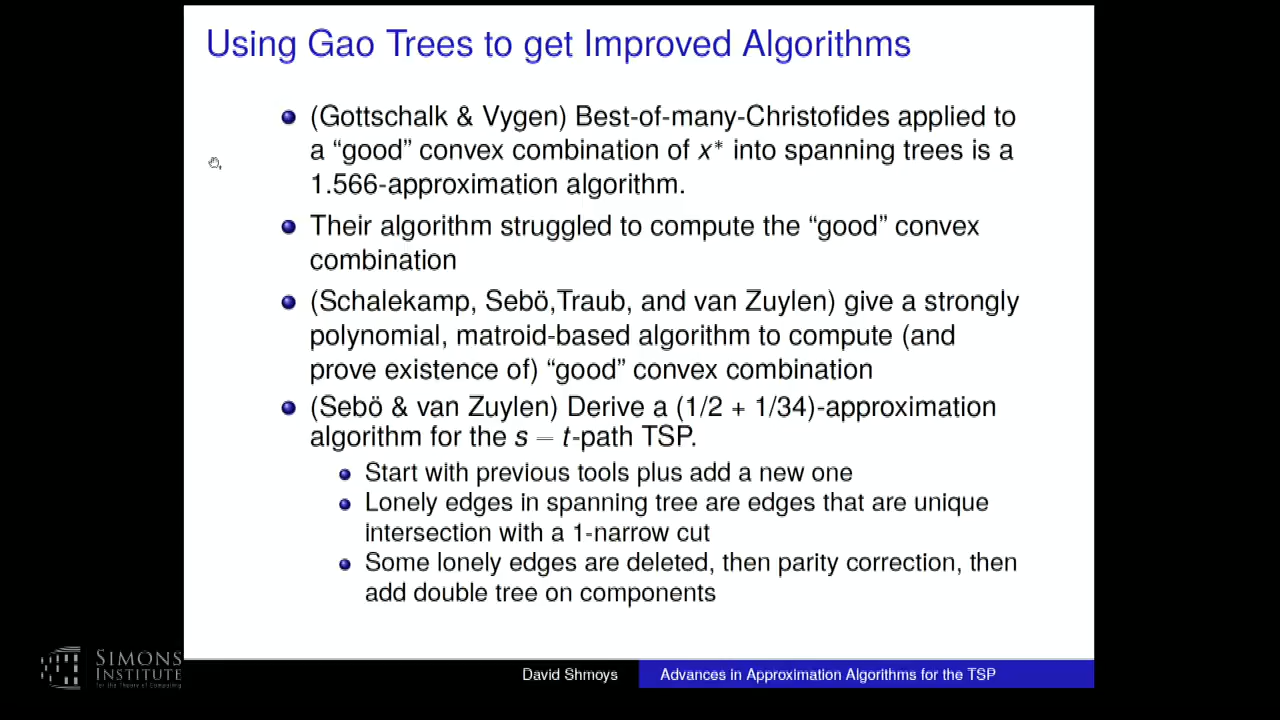 Using Gao Trees to get Improved Algorithms
(Gottschalk & Vygen) Best-of-many-Christofides applied to
a “good” convex combination of x* into spanning trees is a
1.566-approximation algorithm.
Their algorithm struggled to compute the “good” convex
combination
(Schalekamp, Sebö,Traub, and van Zuylen) give a strongly
polynomial, matroid-based algorithm to compute (and
prove existence of) “good” convex combination
(Sebö & van Zuylen) Derive a (1/2 + 1/34)-approximation
algorithm for the s = t-path TSP.
Start with previous tools plus add a new one
Lonely edges in spanning tree are edges that are unique
intersection with a 1-narrow cut
Some lonely edges are deleted, then parity correction, then
add double tree on components
SIMONS
INSTITUTE
for the Theory of Computing
David Shmoys
Advances in Approximation Algorithms for the TSP